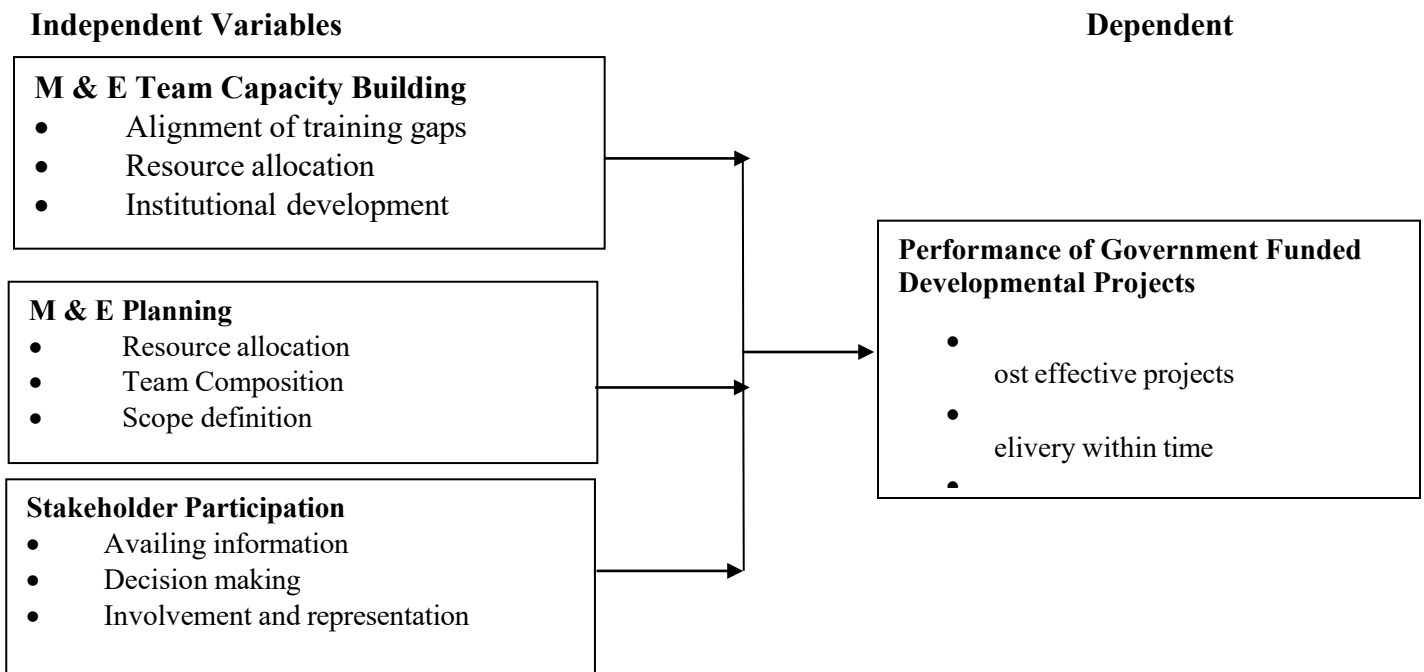 Independent Variables
Dependent
M & E Team Capacity Building
• Alignment of training gaps
• Resource allocation
• Institutional development
M & E Planning
• Resource allocation
• Team Composition
• Scope definition
Stakeholder Participation
• Availing information
• Decision making
• Involvement and representation
Performance of Government Funded
Developmental Projects
•
ost effective projects
•
elivery within time
•